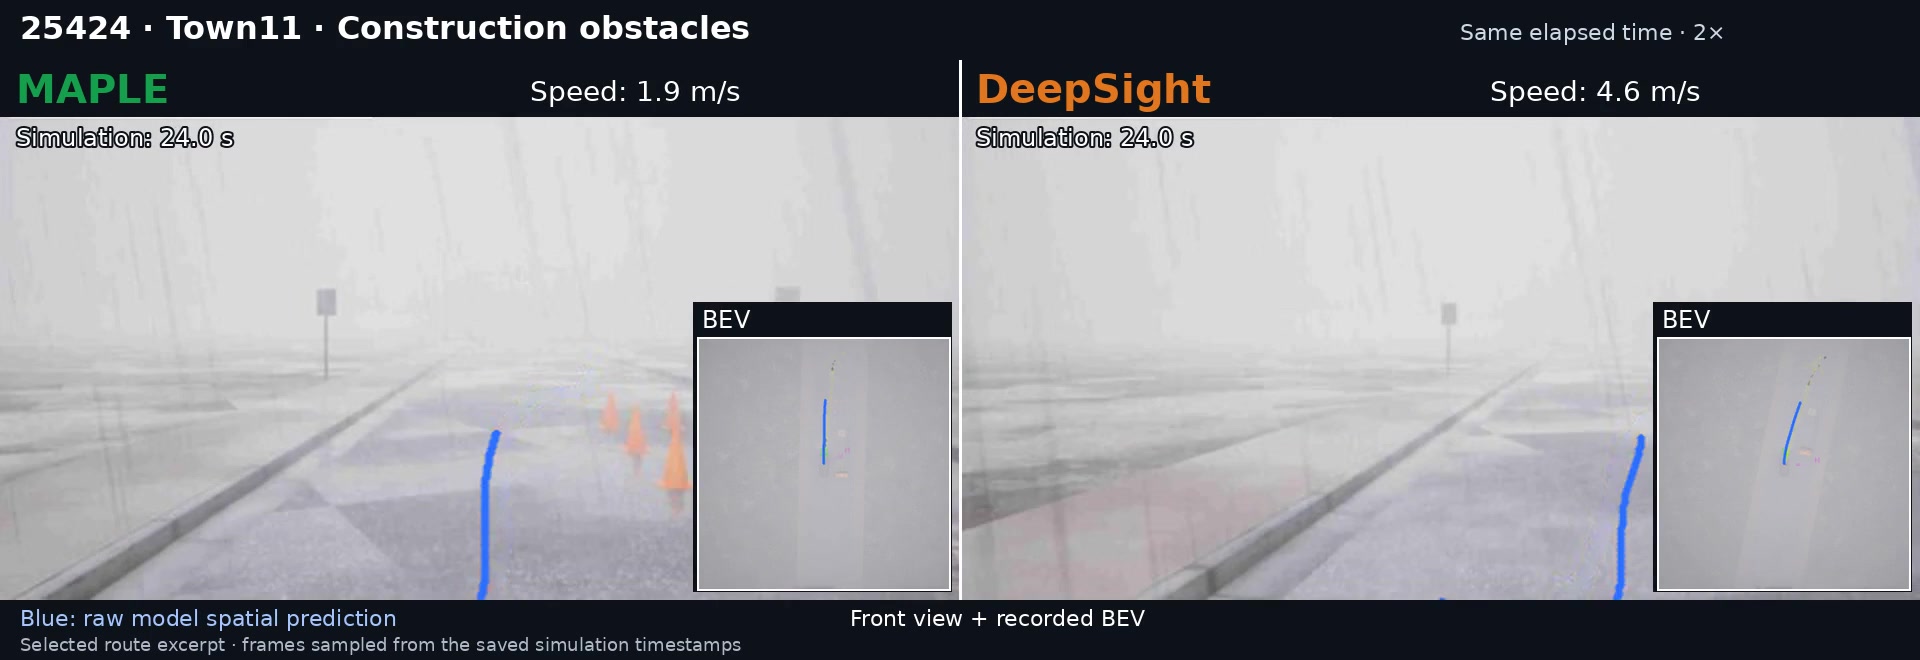 25424 · Town11 · Construction obstacles
Same elapsed time · 2×
MAPLE
Speed: 1.9 m/s
DeepSight
Speed: 4.6 m/s
Simulation: 24.0 s
Simulation: 24.0 s
BEV
BEV
Blue: raw model spatial prediction
Front view + recorded BEV
Selected route excerpt · frames sampled from the saved simulation timestamps